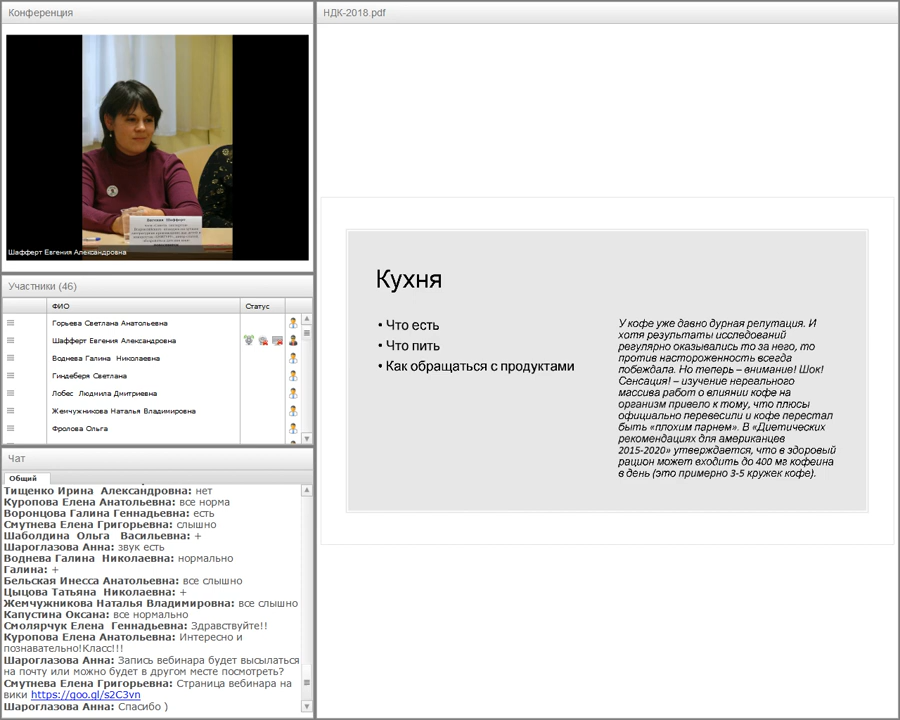 Конференция
Евгения Шафферт
Шафферт Евгения Александровна
Участники (46)
ФИО
Статус
Горьева Светлана Анатольевна
Шафферт Евгения Александровна
Воднева Галина Николаевна
Гиндеберя Светлана
Лобес Людмила Дмитриевна
Жемчужникова Наталья Владимировна
Фролова Ольга
Чат
Общий
Тищенко Ирина Александровна: нет
Куропова Елена Анатольевна: все норма
Воронцова Галина Геннадьевна: есть
Смутнева Елена Григорьевна: слышно
Шаболдина Ольга Васильевна: +
Шароглазова Анна: звук есть
Воднева Галина Николаевна: нормально
Галина: +
Бельская Инесса Анатольевна: все слышно
Цыцова Татьяна Николаевна: +
Жемчужникова Наталья Владимировна: все слышно
Капустина Оксана: все нормально
Смолярчук Елена Геннадьевна: Здравствуйте!!
Куропова Елена Анатольевна: Интересно и
познавательно!Класс!!!
Шароглазова Анна: Запись вебинара будет высылаться
на почту или можно будет в другом месте посмотреть?
Смутнева Елена Григорьевна: Страница вебинара на
вики https://goo.gl/s2C3vn
Шароглазова Анна: Спасибо )
НДК-2018.pdf
Кухня
• Что есть
• Что пить
• Как обращаться с продуктами
У кофе уже давно дурная репутация. И
хотя результаты исследований
регулярно оказывались то за него, то
против настороженность всегда
побеждала. Но теперь – внимание! Шок!
Сенсация! – изучение нереального
массива работ о влиянии кофе на
организм привело к тому, что плюсы
официально перевесили и кофе перестал
быть «плохим парнем». В «Диетических
рекомендациях для американцев
2015-2020» утверждается, что в здоровый
рацион может входить до 400 мг кофеина
в день (это примерно 3-5 кружек кофе).